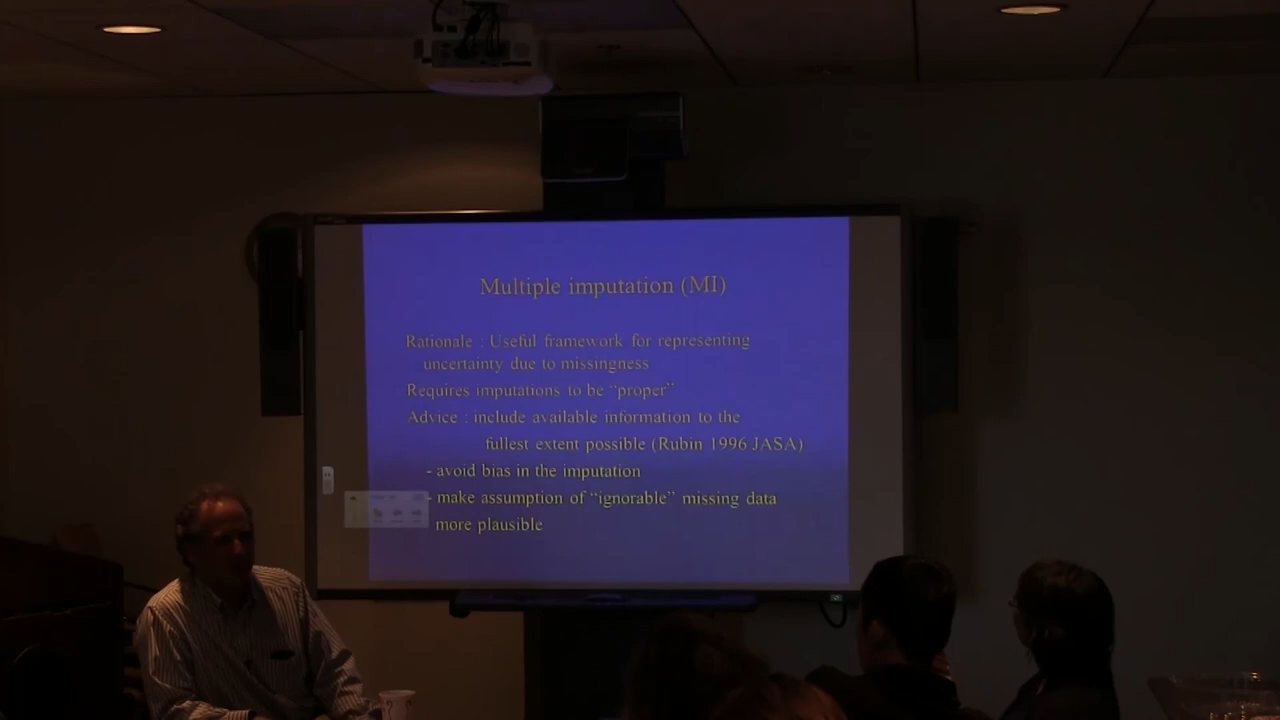 Multiple imputation (MI)
Rationale : Useful framework for representing
uncertainty due to missingness
Requires imputations to be “proper”
Advice : include available information to the
fullest extent possible (Rubin 1996 JASA)
- avoid bias in the imputation
- make assumption of “ignorable” missing data
more plausible